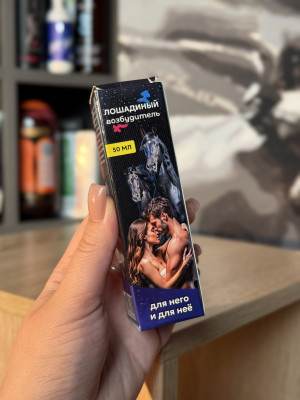 ЛОШАДИНЫЙ
возбудитель
50 МЛ
для него
и для неё